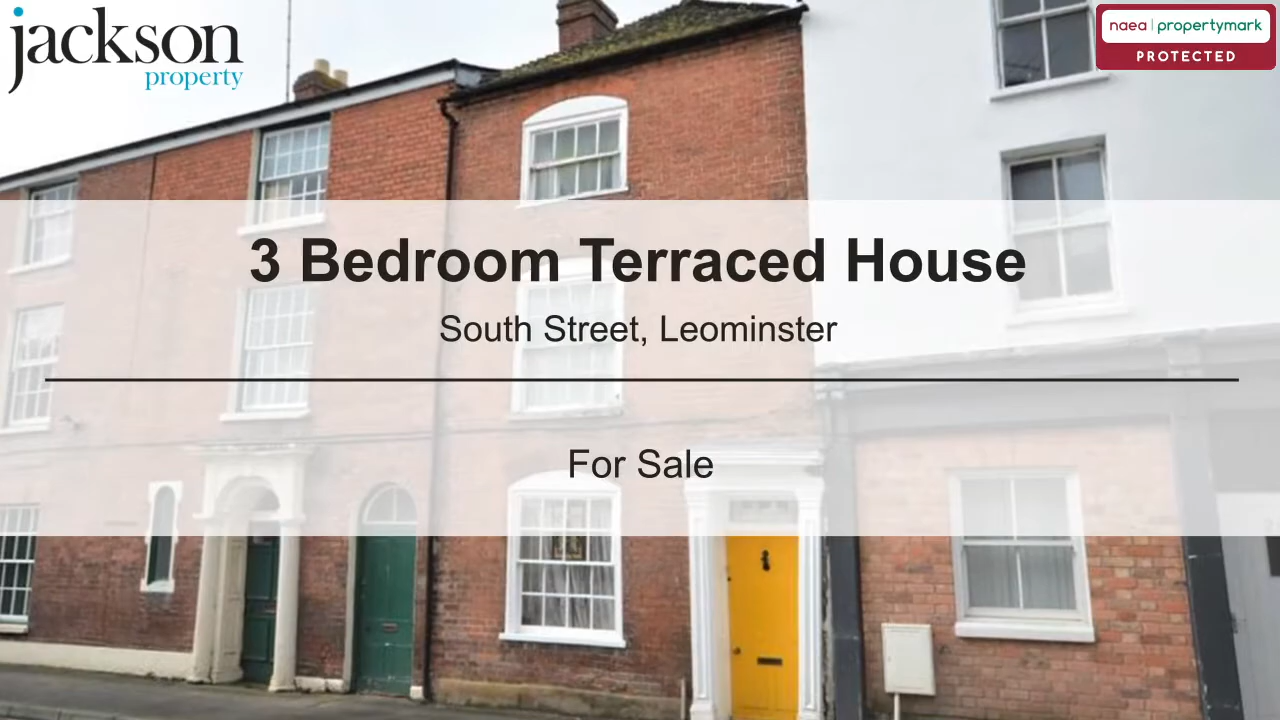 jackson
property
naea | propertymark
PROTECTED
3 Bedroom Terraced House
South Street, Leominster
For Sale